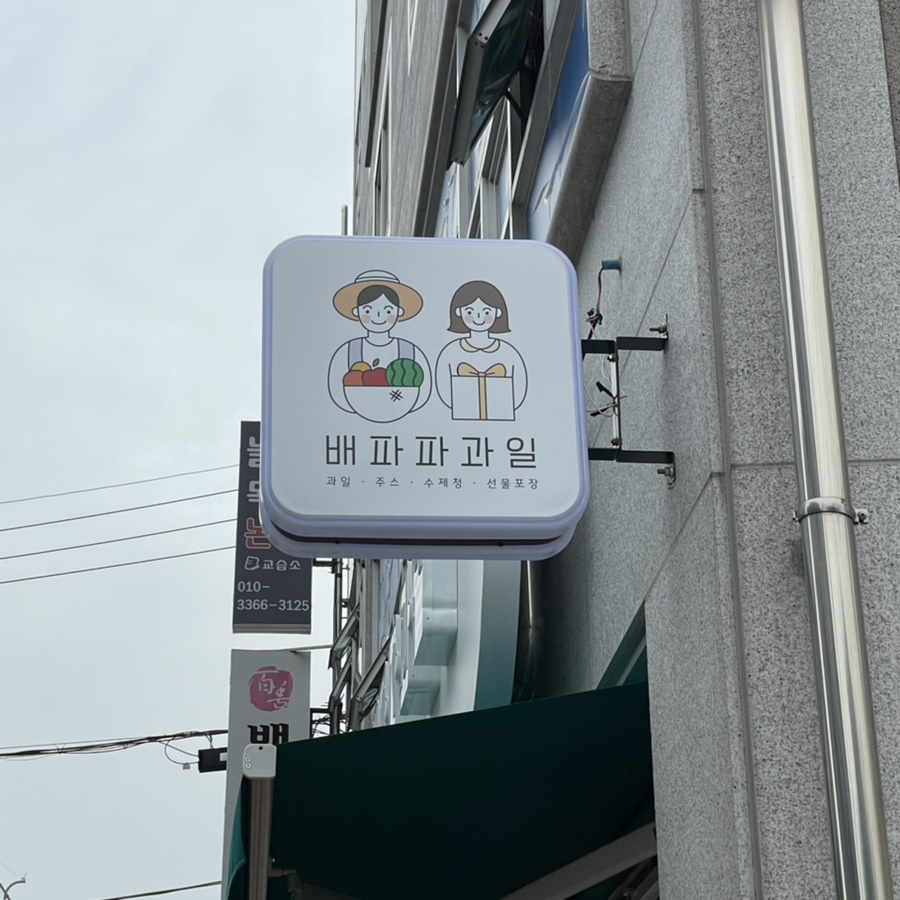 배파파과일
과일 · 주스 · 수제청 · 선물포장
논
교습소
010-
3366-3125